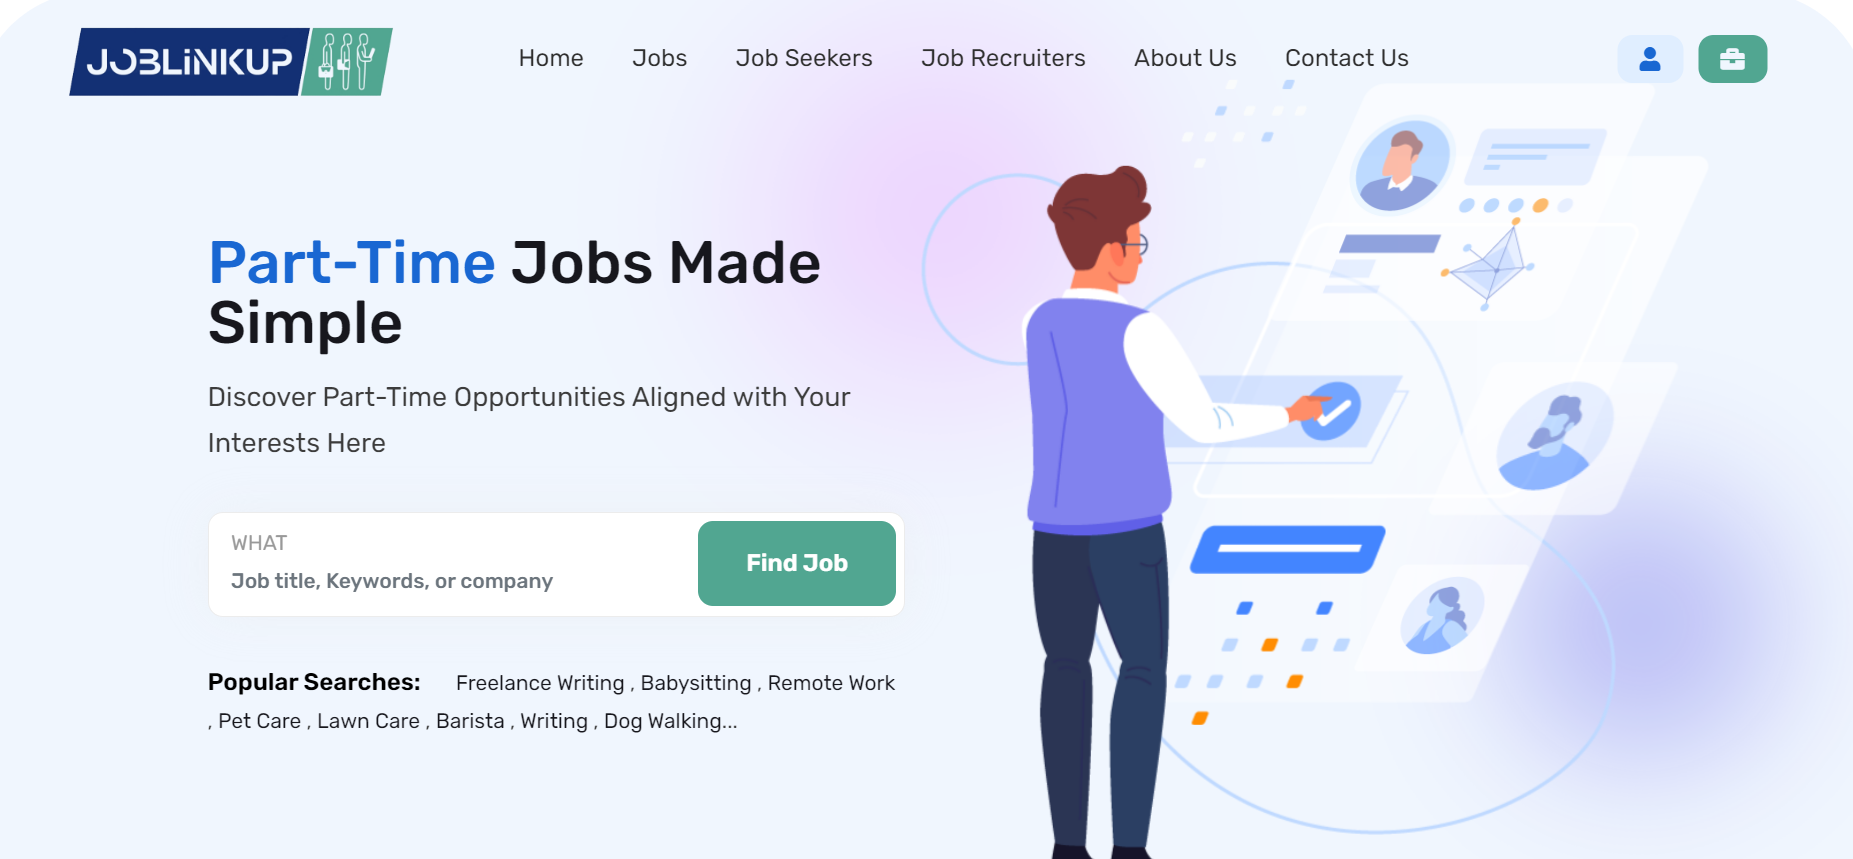 JOBLiNKUP
Home Jobs Job Seekers Job Recruiters About Us Contact Us
Part-Time Jobs Made
Simple
Discover Part-Time Opportunities Aligned with Your
Interests Here
WHAT
Job title, Keywords, or company
Find Job
Popular Searches: Freelance Writing , Babysitting , Remote Work
, Pet Care , Lawn Care , Barista , Writing , Dog Walking...